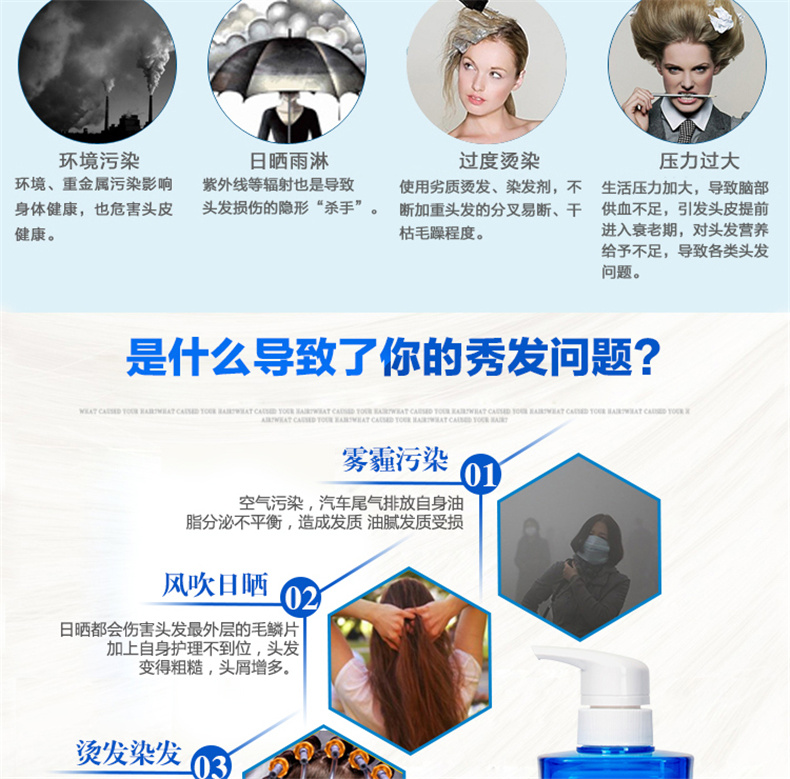 环境污染
环境、重金属污染影响
身体健康，也危害头皮
健康。
日晒雨淋
紫外线等辐射也是导致
头发损伤的隐形“杀手”。
过度烫染
使用劣质烫发、染发剂，不
断加重头发的分叉易断、干
枯毛躁程度。
压力过大
生活压力加大，导致脑部
供血不足，引发头皮提前
进入衰老期，对头发营养
给予不足，导致各类头发
问题。
是什么导致了你的秀发问题?
WHAT CAUSED YOUR HAIR?WHAT CAUSED YOUR HAIR?WHAT CAUSED YOUR HAIR?WHAT CAUSED YOUR HAIR?WHAT CAUSED YOUR HAIR?WHAT CAUSED YOUR HAIR?WHAT CAUSED YOUR H
AIR?WHAT CAUSED YOUR HAIR?WHAT CAUSED YOUR HAIR?WHAT CAUSED YOUR HAIR?
雾霾污染
01
空气污染，汽车尾气排放自身油
脂分泌不平衡，造成发质 油腻发质受损
风吹日晒
02
日晒都会伤害头发最外层的毛鳞片
加上自身护理不到位，头发
变得粗糙，头屑增多。
烫发染发
03